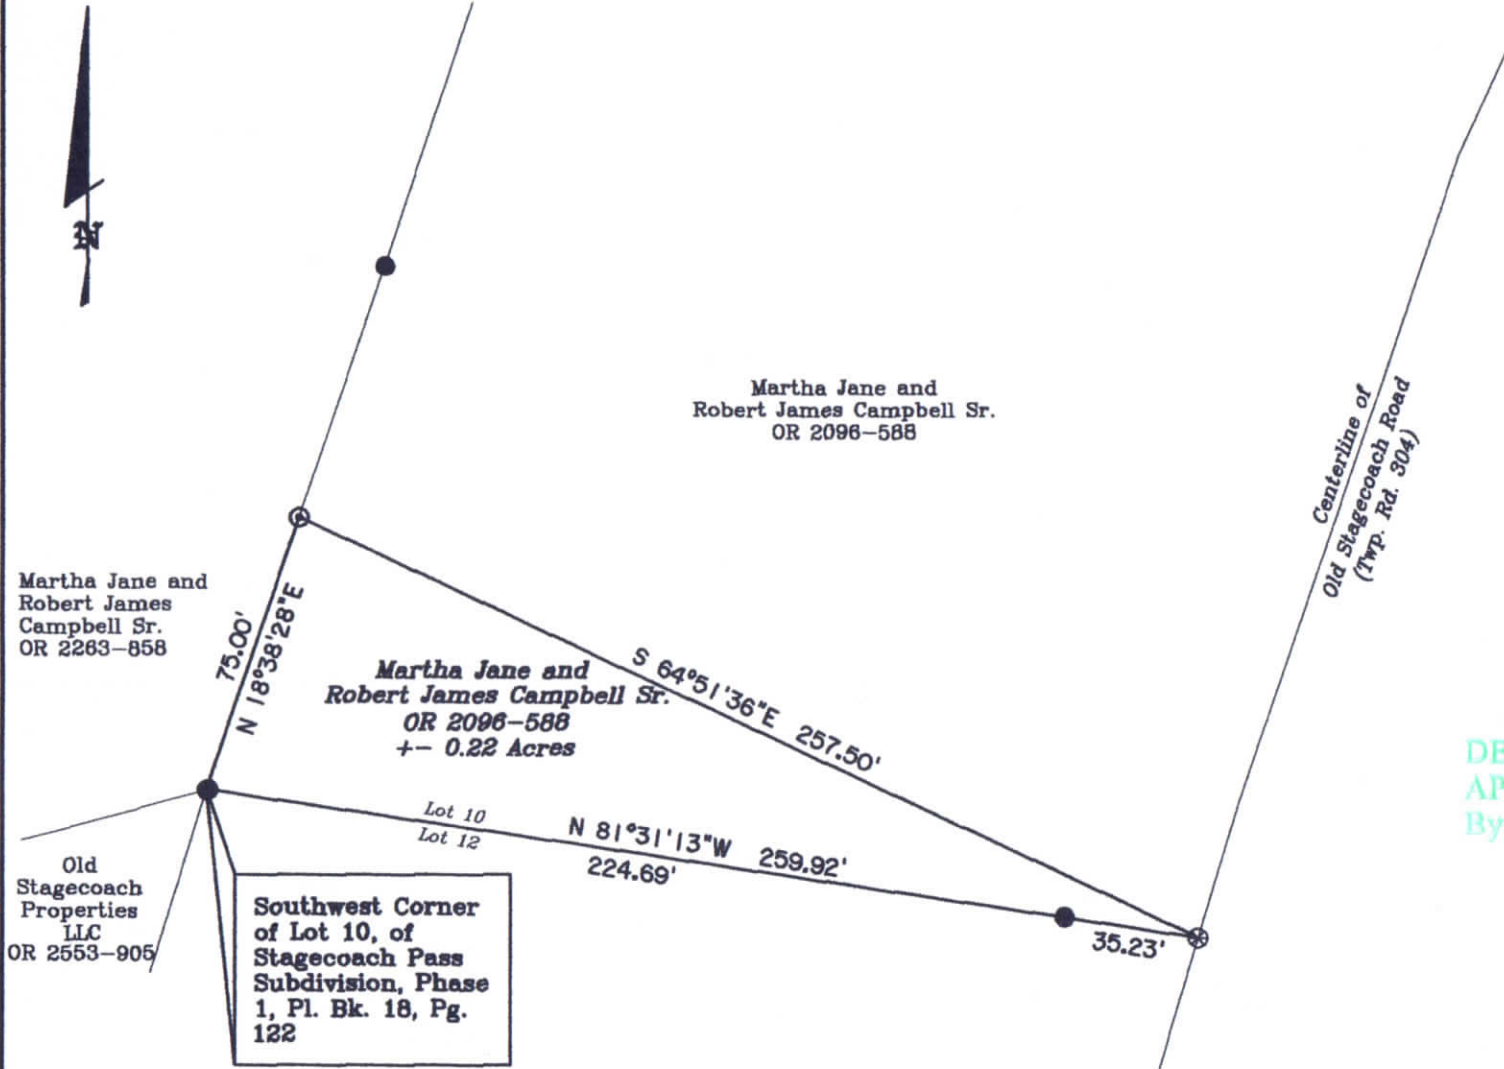 N
Martha Jane and
Robert James Campbell Sr.
OR 2096-588
Centerline of
Old Stagecoach Road
(Twp. Rd. 304)
Martha Jane and
Robert James
Campbell Sr.
OR 2263-858
75.00'
N 18°38'28"E
Martha Jane and
Robert James Campbell Sr.
OR 2096-588
+- 0.22 Acres
S 64°51'36"E 257.50'
Lot 10
Lot 12
N 81°31'13"W 259.92'
224.69'
35.23'
Old
Stagecoach
Properties
LLC
OR 2553-905
Southwest Corner
of Lot 10, of
Stagecoach Pass
Subdivision, Phase
1, Pl. Bk. 18, Pg.
122
DE
AP
By